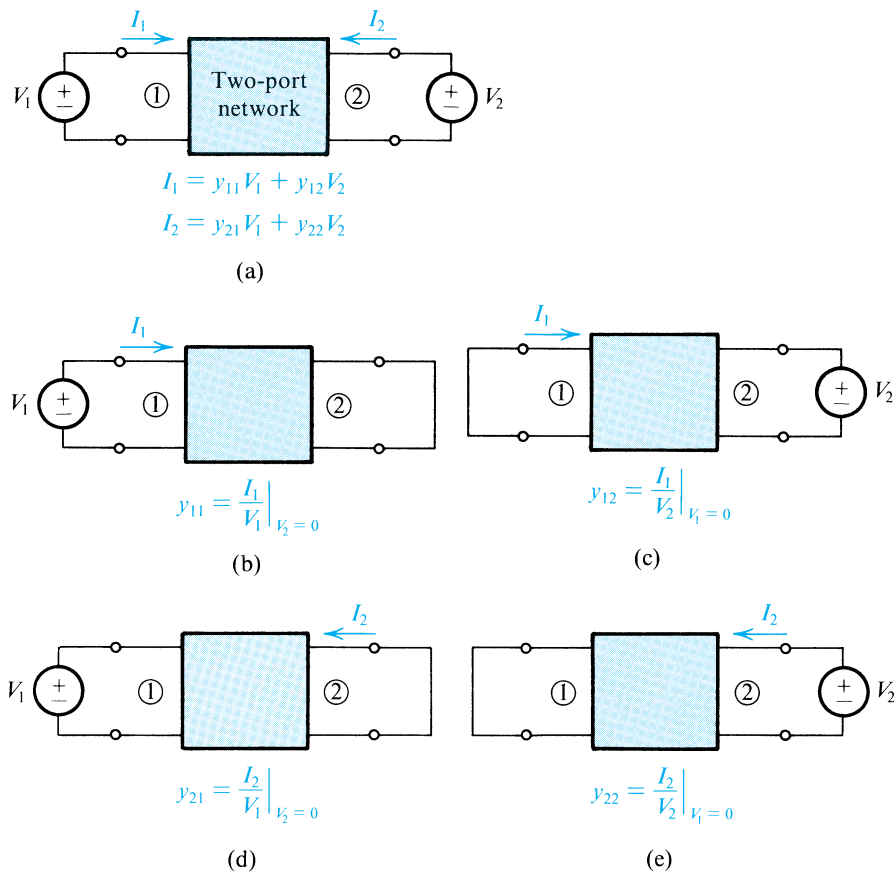 I₁ I₂
V₁ + − ① Two-port network ② + − V₂
I₁ = y₁₁V₁ + y₁₂V₂
I₂ = y₂₁V₁ + y₂₂V₂
(a)
I₁
V₁ + − ① ②
y₁₁ = I₁/V₁ |V₂ = 0
(b)
I₁
① ② + − V₂
y₁₂ = I₁/V₂ |V₁ = 0
(c)
I₂
V₁ + − ① ②
y₂₁ = I₂/V₁ |V₂ = 0
(d)
I₂
① ② + − V₂
y₂₂ = I₂/V₂ |V₁ = 0
(e)